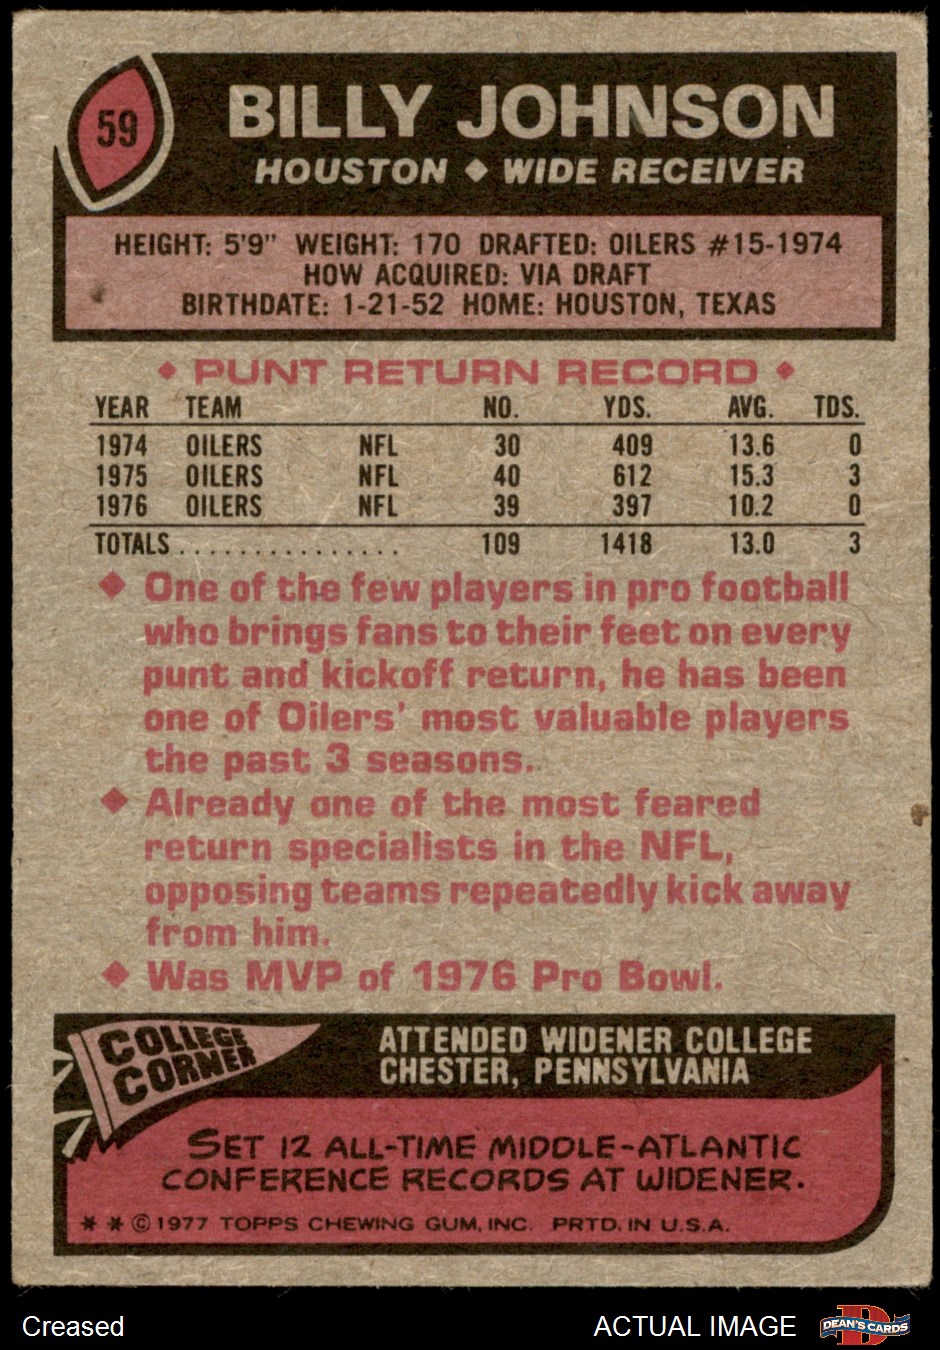 59
BILLY JOHNSON
HOUSTON ◆ WIDE RECEIVER
HEIGHT: 5'9" WEIGHT: 170 DRAFTED: OILERS #15-1974
HOW ACQUIRED: VIA DRAFT
BIRTHDATE: 1-21-52 HOME: HOUSTON, TEXAS
◆ PUNT RETURN RECORD ◆
YEAR TEAM NO. YDS. AVG. TDS.
1974 OILERS NFL 30 409 13.6 0
1975 OILERS NFL 40 612 15.3 3
1976 OILERS NFL 39 397 10.2 0
TOTALS ............... 109 1418 13.0 3
◆ One of the few players in pro football
who brings fans to their feet on every
punt and kickoff return, he has been
one of Oilers' most valuable players
the past 3 seasons.
◆ Already one of the most feared
return specialists in the NFL,
opposing teams repeatedly kick away
from him.
◆ Was MVP of 1976 Pro Bowl.
COLLEGE
CORNER
ATTENDED WIDENER COLLEGE
CHESTER, PENNSYLVANIA
SET 12 ALL-TIME MIDDLE-ATLANTIC
CONFERENCE RECORDS AT WIDENER.
* * © 1977 TOPPS CHEWING GUM, INC. PRTD. IN U.S.A.
Creased
ACTUAL IMAGE
DEAN'S CARDS